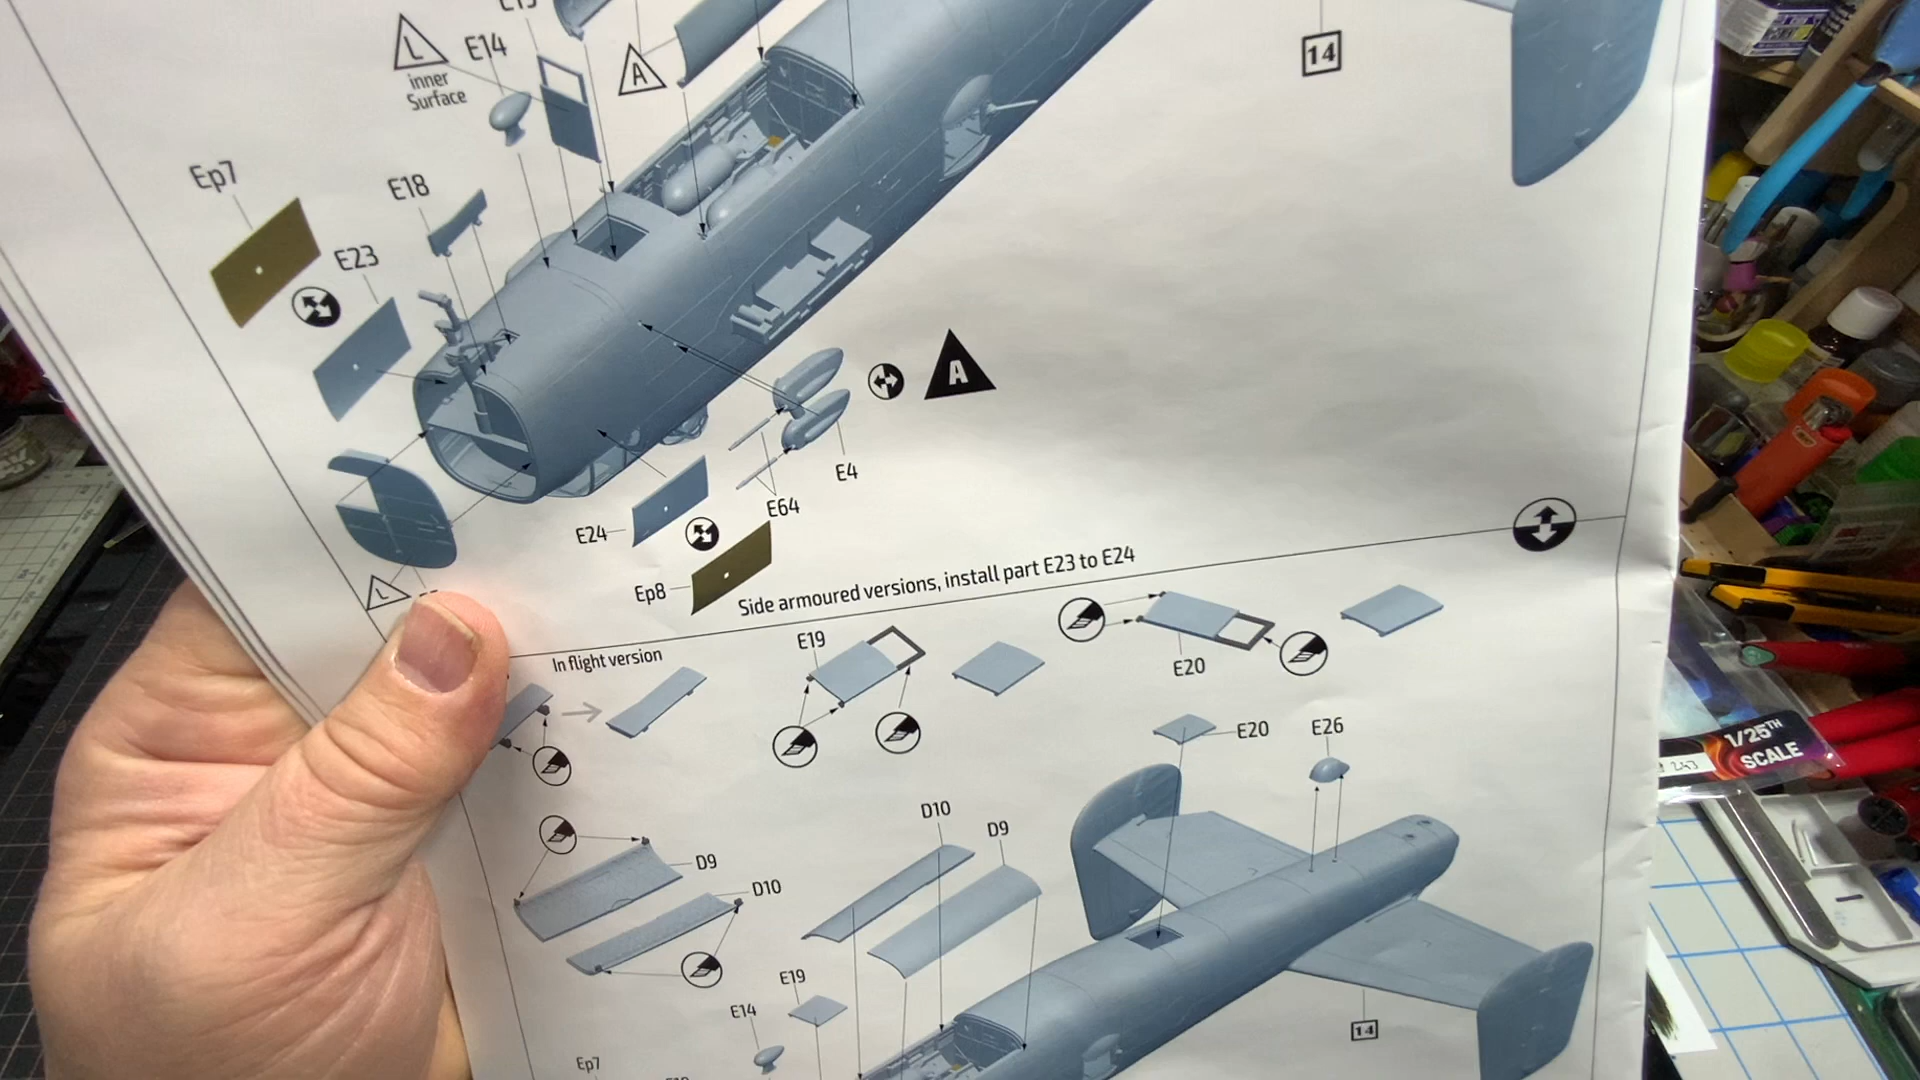 E15
L
E14
inner
Surface
A
14
Ep7
E18
E23
A
E4
E64
E24
Ep8
Side armoured versions, install part E23 to E24
L
In flight version
E19
E20
E20
E26
1/25TH
SCALE
D10
D9
D9
D10
E19
E14
14
Ep7